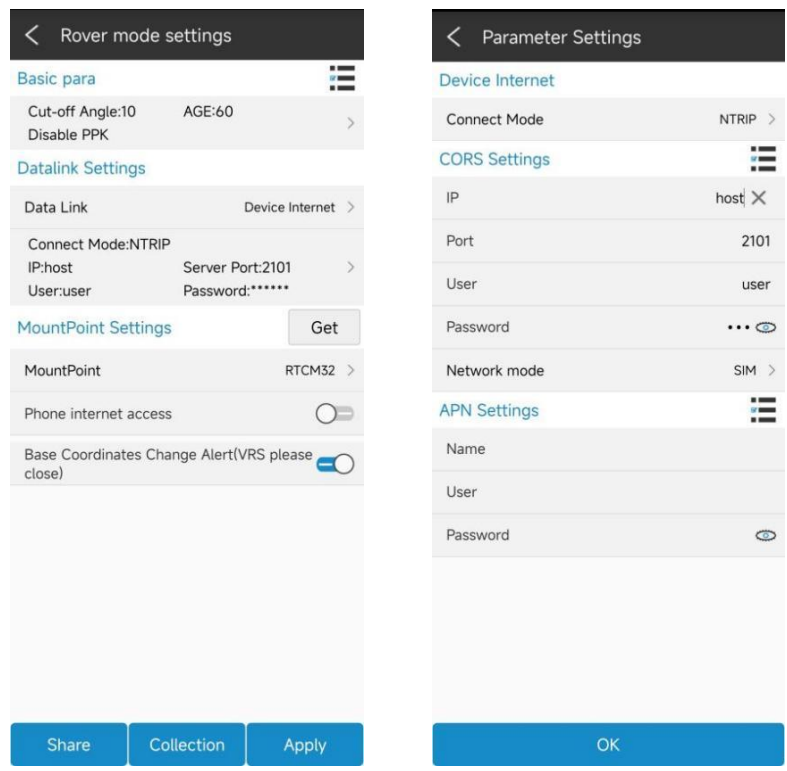 Rover mode settings
Basic para
Cut-off Angle:10 AGE:60
Disable PPK
Datalink Settings
Data Link Device Internet
Connect Mode:NTRIP
IP:host Server Port:2101
User:user Password:******
MountPoint Settings Get
MountPoint RTCM32
Phone internet access
Base Coordinates Change Alert(VRS please
close)
Share Collection Apply
Parameter Settings
Device Internet
Connect Mode NTRIP
CORS Settings
IP host
Port 2101
User user
Password •••
Network mode SIM
APN Settings
Name
User
Password
OK